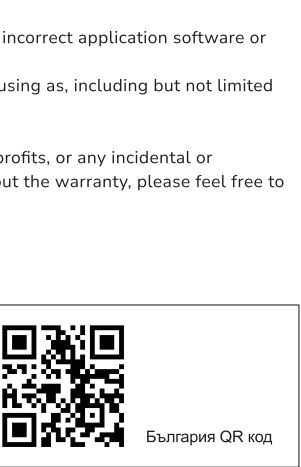 incorrect application software or
using as, including but not limited
profits, or any incidental or
out the warranty, please feel free to
България QR код